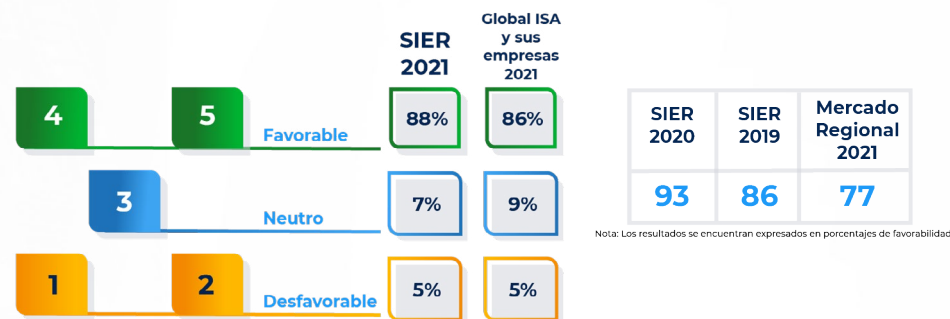 SIER
2021
Global ISA
y sus
empresas
2021
4
5
Favorable
88%
86%
3
Neutro
7%
9%
1
2
Desfavorable
5%
5%
SIER
2020
SIER
2019
Mercado
Regional
2021
93
86
77
Nota: Los resultados se encuentran expresados en porcentajes de favorabilidad